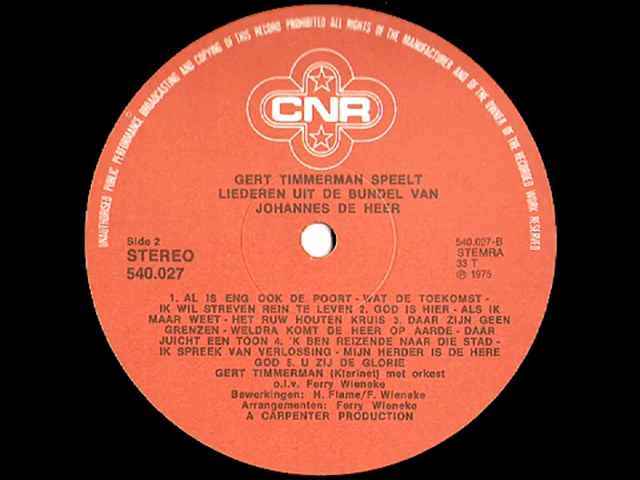 UNAUTHORISED PUBLIC PERFORMANCE BROADCASTING AND COPYING OF THIS RECORD PROHIBITED-ALL RIGHTS OF THE MANUFACTURER AND OF THE OWNER OF THE RECORDED WORK RESERVED
CNR
GERT TIMMERMAN SPEELT
LIEDEREN UIT DE BUNDEL VAN
JOHANNES DE HEER
Side 2
STEREO
540.027
540.027-B
STEMRA
33 T
℗ 1975
1. AL IS ENG OOK DE POORT - WAT DE TOEKOMST -
IK WIL STREVEN REIN TE LEVEN 2. GOD IS HIER - ALS IK
MAAR WEET - HET RUW HOUTEN KRUIS 3. DAAR ZIJN GEEN
GRENZEN - WELDRA KOMT DE HEER OP AARDE - DAAR
JUICHT EEN TOON 4. 'K BEN REIZENDE NAAR DIE STAD -
IK SPREEK VAN VERLOSSING - MIJN HERDER IS DE HERE
GOD 5. U ZIJ DE GLORIE
GERT TIMMERMAN (Klarinet) met orkest
o.l.v. Ferry Wieneke
Bewerkingen: H. Flame/F. Wieneke
Arrangementen: Ferry Wieneke
A CARPENTER PRODUCTION